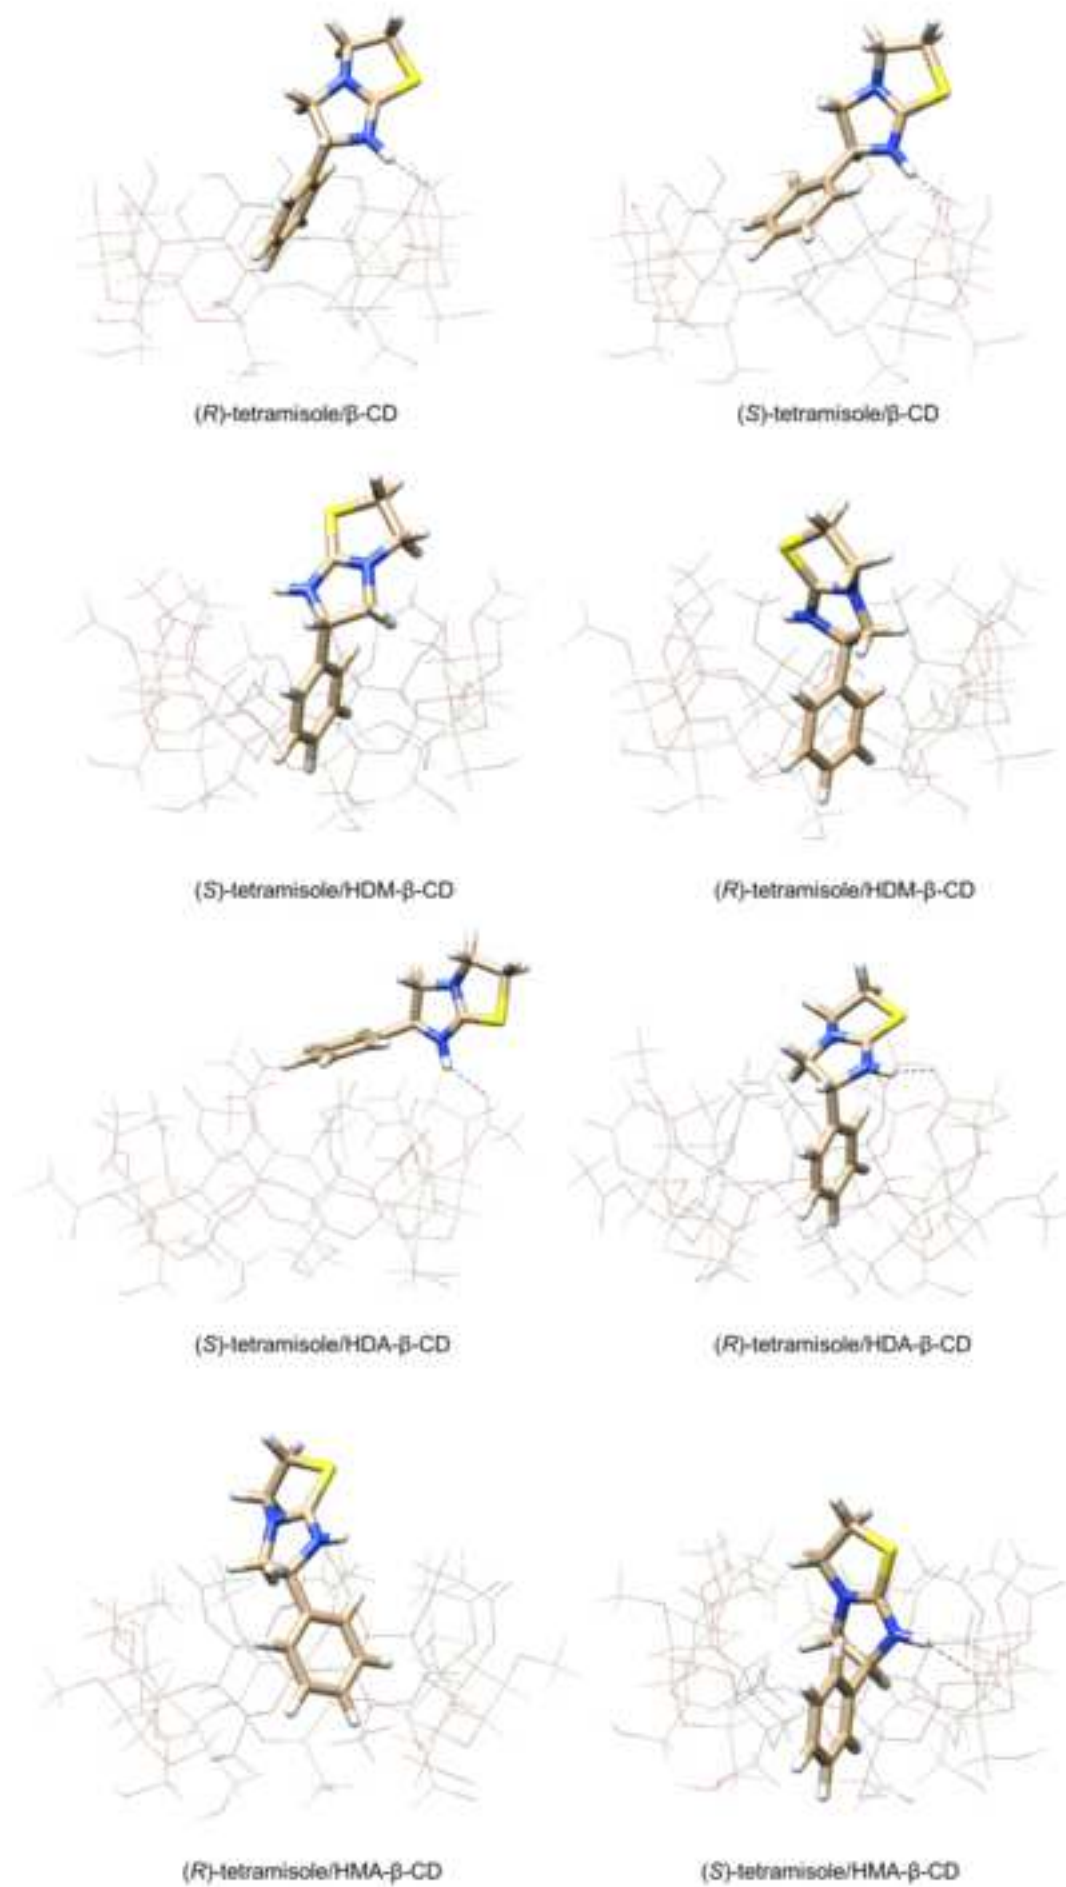 (R)-tetramisole/β-CD
(S)-tetramisole/β-CD
(S)-tetramisole/HDM-β-CD
(R)-tetramisole/HDM-β-CD
(S)-tetramisole/HDA-β-CD
(R)-tetramisole/HDA-β-CD
(R)-tetramisole/HMA-β-CD
(S)-tetramisole/HMA-β-CD